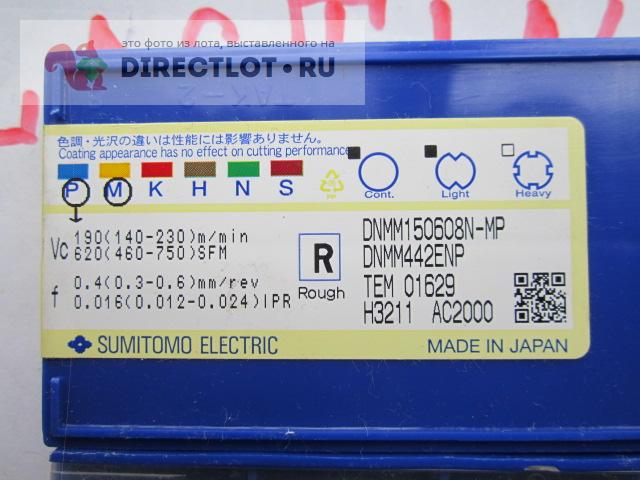 это фото из лота, выставленного на
DIRECTLOT.RU
色調・光沢の違いは性能には影響ありません。
Coating appearance has no effect on cutting performance
P M K H N S
PP
Cont. Light Heavy
Vc 190(140-230)m/min
620(460-750)SFM
f 0.4(0.3-0.6)mm/rev
0.016(0.012-0.024)IPR
R
Rough
DNMM150608N-MP
DNMM442ENP
TEM 01629
H3211 AC2000
SUMITOMO ELECTRIC
MADE IN JAPAN